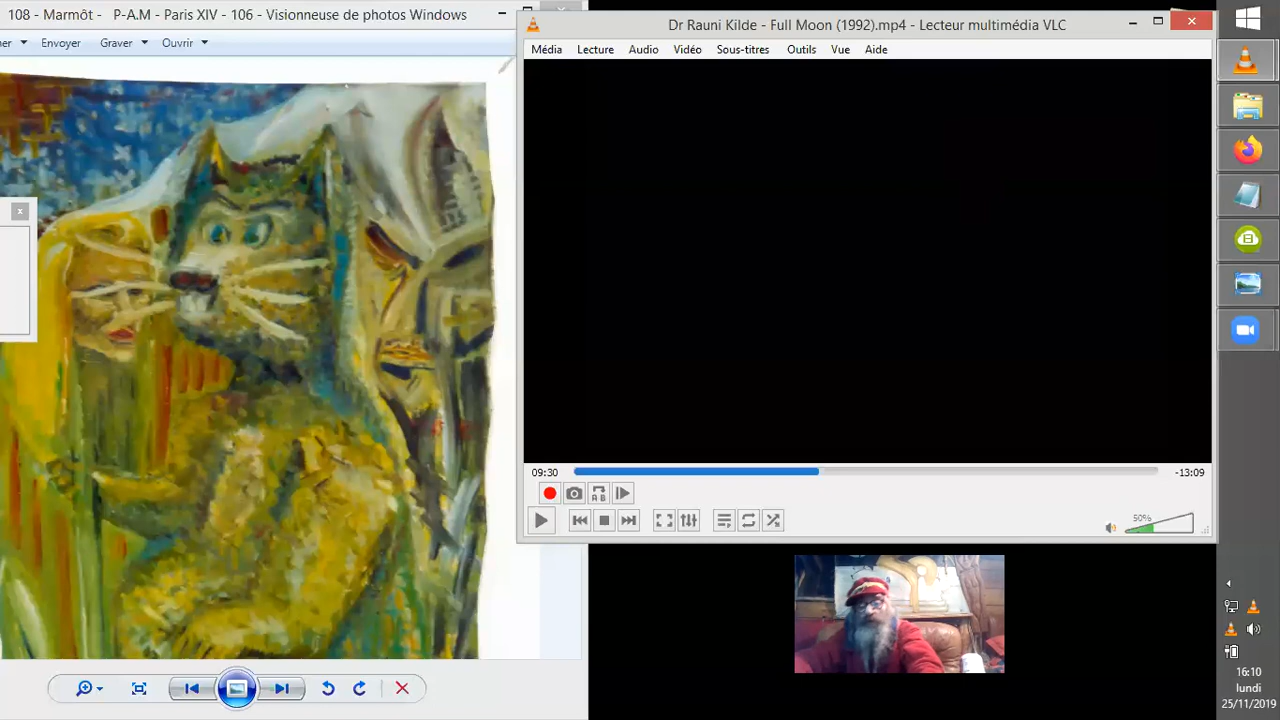 108 - Marmôt -   P-A-M - Paris XIV - 106 - Visionneuse de photos Windows
Envoyer Graver Ouvrir
Dr Rauni Kilde - Full Moon (1992).mp4 - Lecteur multimédia VLC
Média Lecture Audio Vidéo Sous-titres Outils Vue Aide
09:30 -13:09
A-B
50%
16:10
lundi
25/11/2019